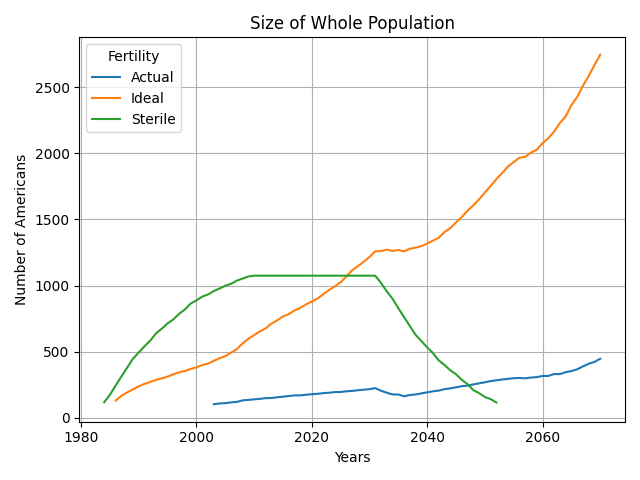 Size of Whole Population
Fertility
Actual
Ideal
Sterile
Number of Americans
2500
2000
1500
1000
500
0
1980
2000
2020
2040
2060
Years